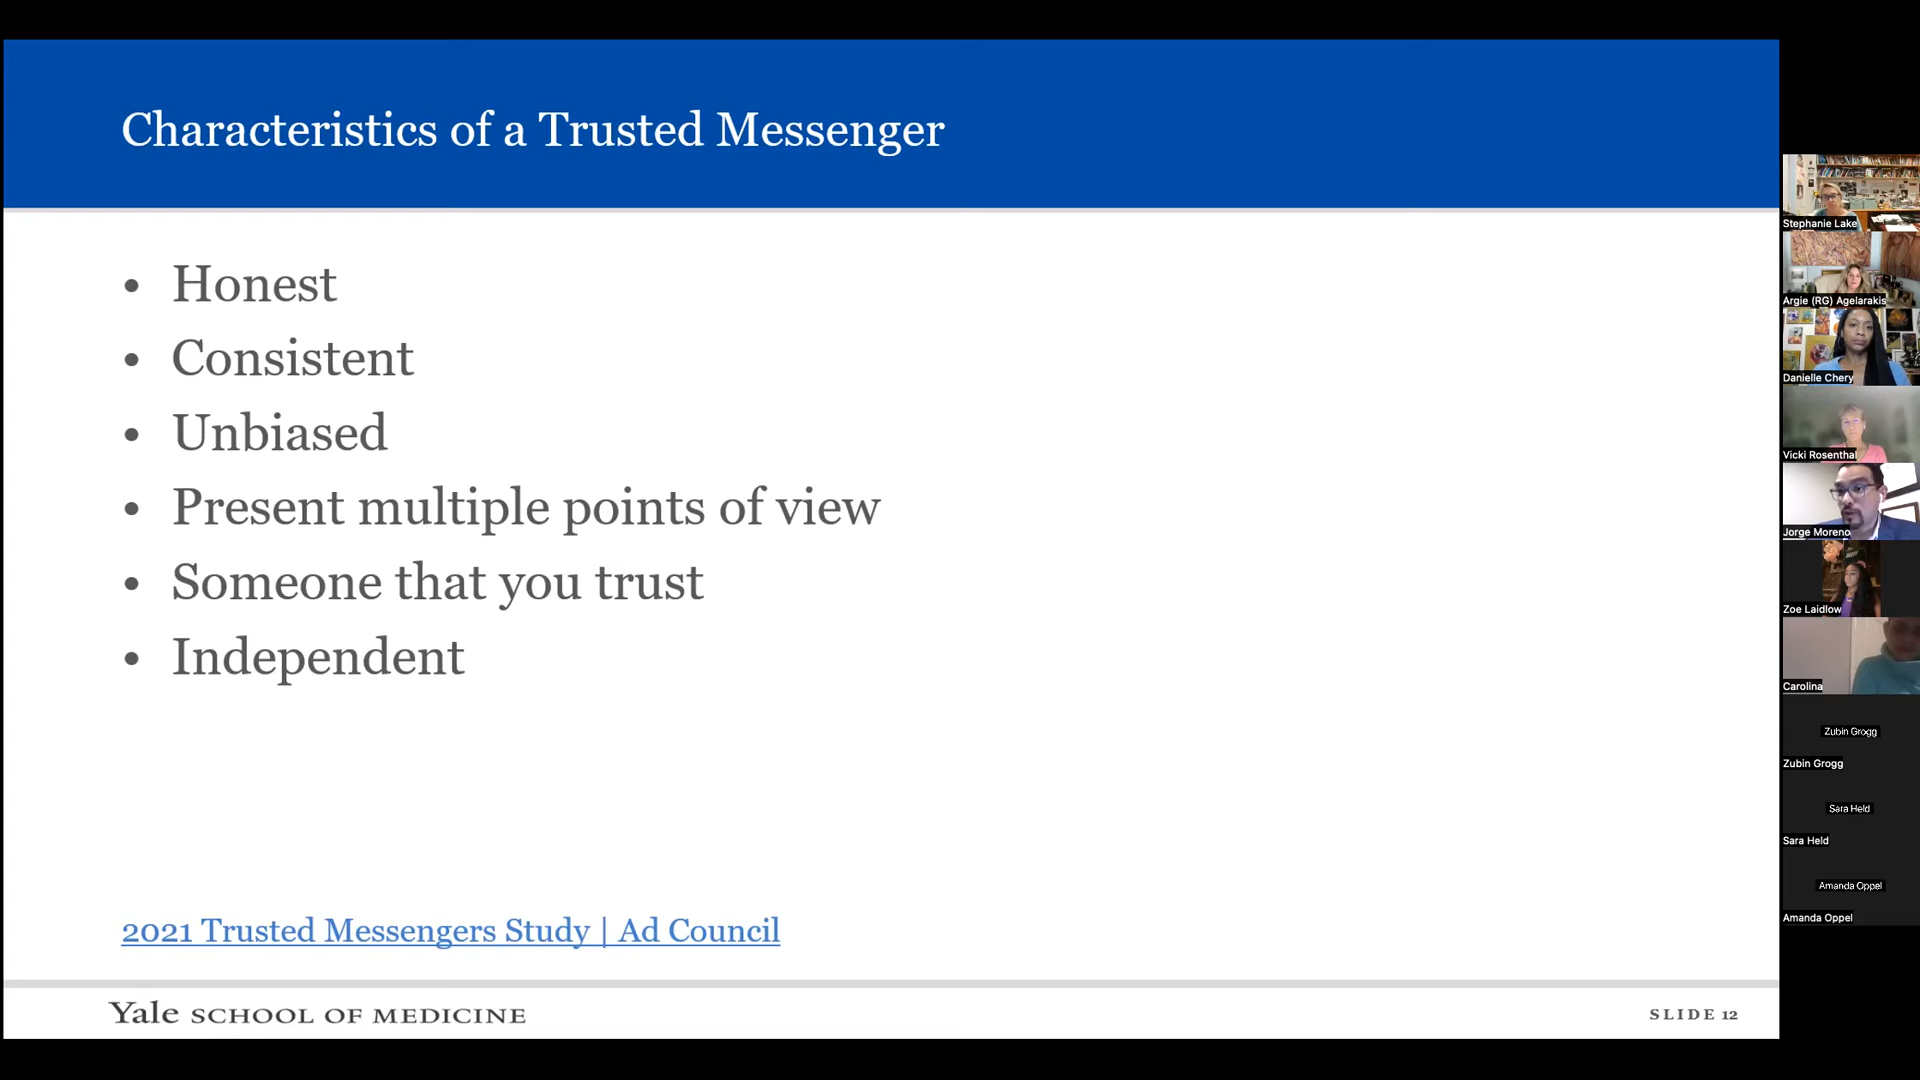 Characteristics of a Trusted Messenger
• Honest
• Consistent
• Unbiased
• Present multiple points of view
• Someone that you trust
• Independent
2021 Trusted Messengers Study | Ad Council
Yale SCHOOL OF MEDICINE
SLIDE 12
Stephanie Lake
Argie (RG) Agelarakis
Danielle Chery
Vicki Rosenthal
Jorge Moreno
Zoe Laidlow
Carolina
Zubin Grogg
Zubin Grogg
Sara Held
Sara Held
Amanda Oppel
Amanda Oppel